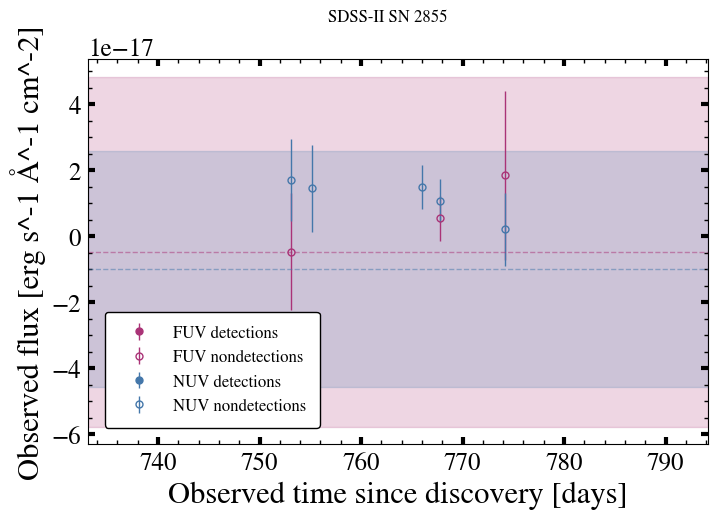 SDSS-II SN 2855
1e−17
Observed flux [erg s^-1 Å^-1 cm^-2]
4
2
0
−2
−4
−6
FUV detections
FUV nondetections
NUV detections
NUV nondetections
740 750 760 770 780 790
Observed time since discovery [days]